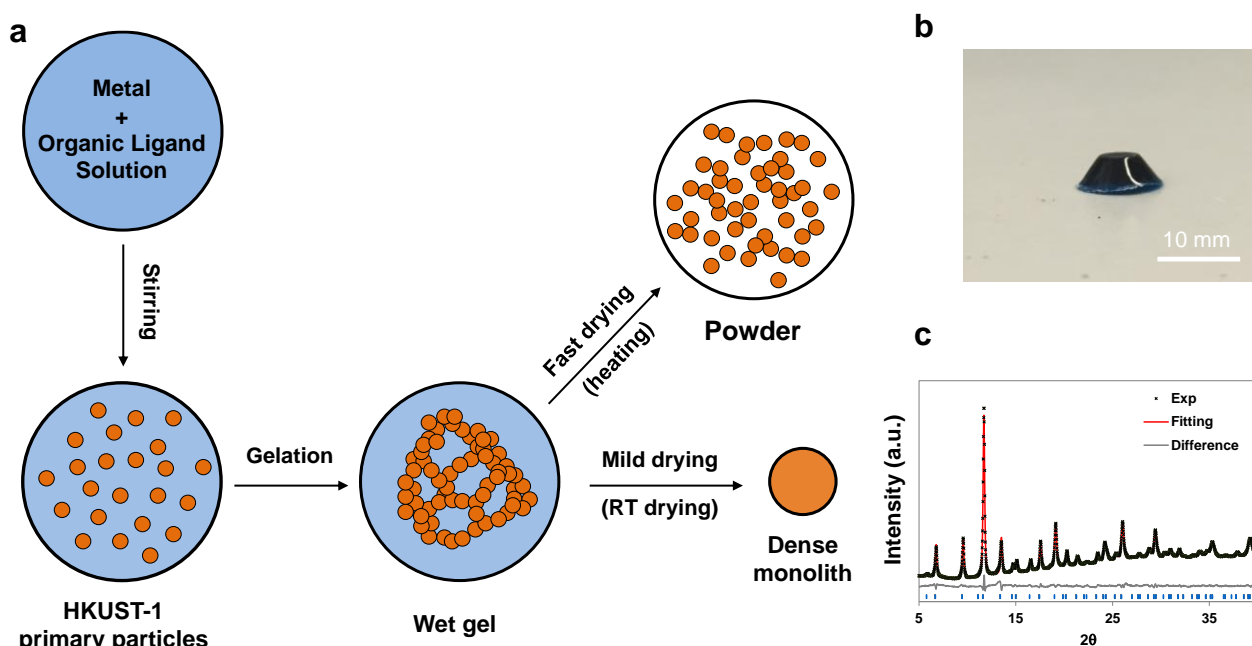 a
Metal
+
Organic Ligand
Solution
Stirring
HKUST-1
primary particles
Gelation
Wet gel
Fast drying
(heating)
Powder
Mild drying
(RT drying)
Dense
monolith
b
10 mm
c
Intensity (a.u.)
Exp
Fitting
Difference
5 15 25 35
2θ